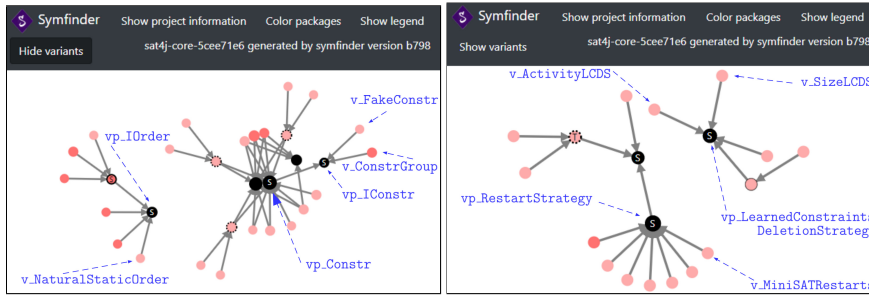 Symfinder Show project information Color packages Show legend
Hide variants sat4j-core-5cee71e6 generated by symfinder version b798
v_FakeConstr
vp_IOrder
S
v_ConstrGroup
S
vp_IConstr
S
S
vp_Constr
v_NaturalStaticOrder
Symfinder Show project information Color packages Show legend
Show variants sat4j-core-5cee71e6 generated by symfinder version b798
v_ActivityLCDS
v_SizeLCDS
T
S
S
vp_RestartStrategy
S
vp_LearnedConstraints
DeletionStrateg
v_MiniSATRestarts